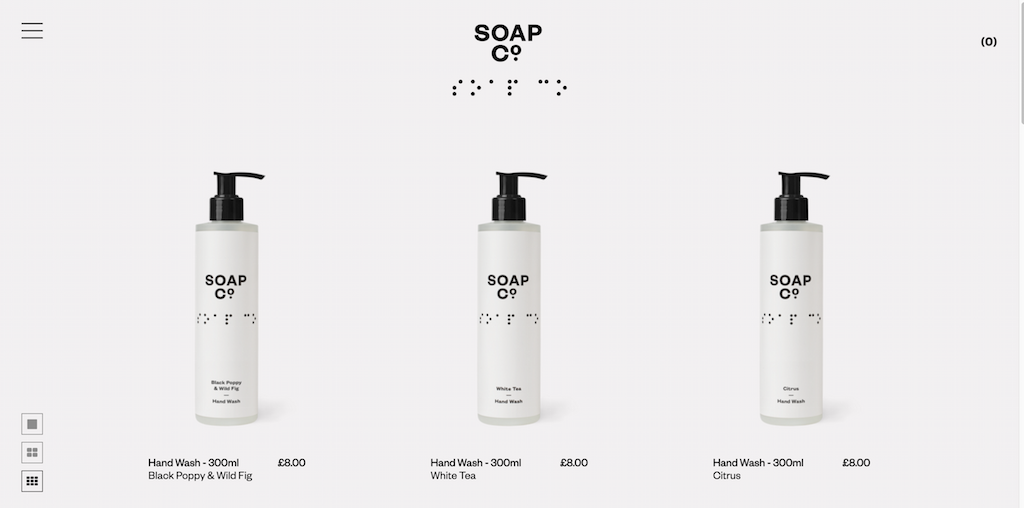 SOAP
Cº
(0)
⠎⠕⠁⠏ ⠉⠕
SOAP
Cº
⠎⠕⠁⠏ ⠉⠕
Black Poppy
& Wild Fig
—
Hand Wash
SOAP
Cº
⠎⠕⠁⠏ ⠉⠕
White Tea
—
Hand Wash
SOAP
Cº
⠎⠕⠁⠏ ⠉⠕
Citrus
—
Hand Wash
Hand Wash - 300ml £8.00
Black Poppy & Wild Fig
Hand Wash - 300ml £8.00
White Tea
Hand Wash - 300ml £8.00
Citrus